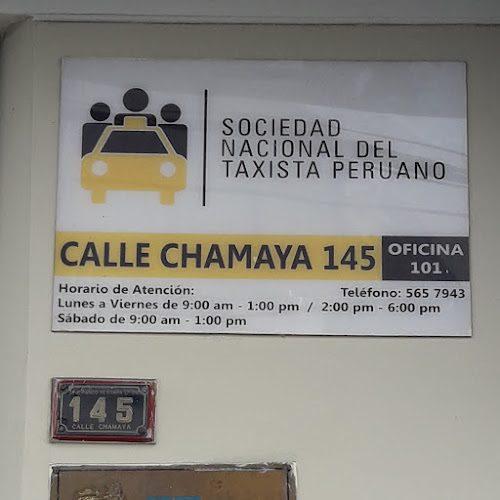 SOCIEDAD
NACIONAL DEL
TAXISTA PERUANO
CALLE CHAMAYA 145
OFICINA
101
Horario de Atención:
Teléfono: 565 7943
Lunes a Viernes de 9:00 am - 1:00 pm / 2:00 pm - 6:00 pm
Sábado de 9:00 am - 1:00 pm
145
CALLE CHAMAYA